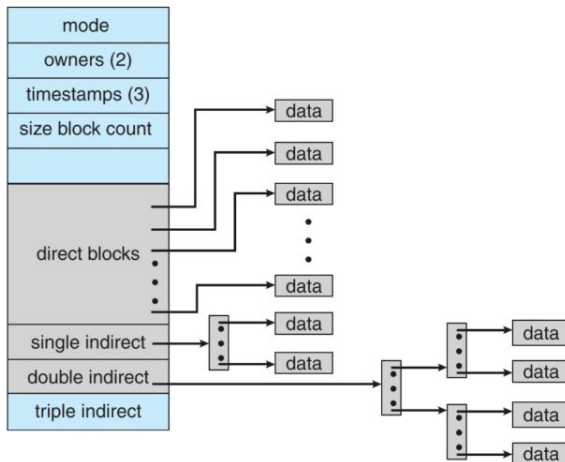 mode
owners (2)
timestamps (3)
size block count
direct blocks
single indirect
double indirect
triple indirect
data
data
data
data
data
data
data
data
data
data